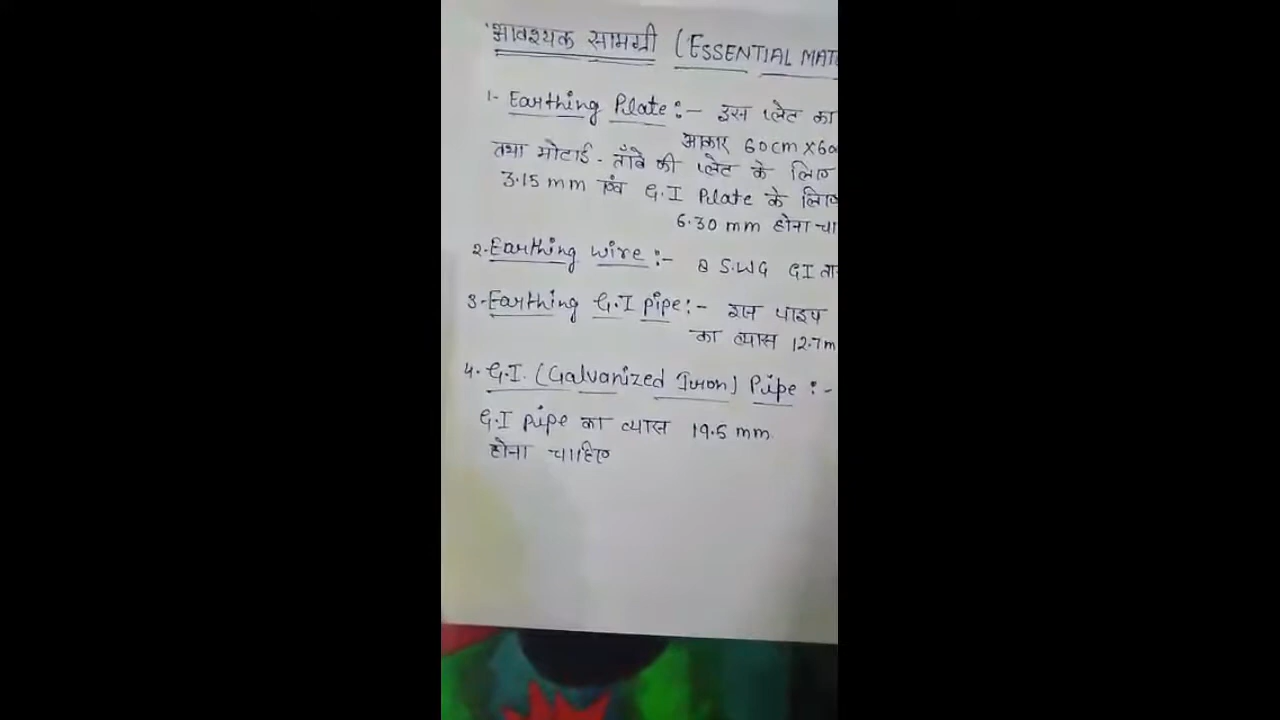 आवश्यक सामग्री (ESSENTIAL MATE
1- Earthing Plate:- इस प्लेट का
आकार 60cm X 60
तथा मोटाई - ताँबे की प्लेट के लिए
3.15 mm एवं G.I Plate के लिए
6.30 mm होना चा
2. Earthing wire:- 8 S.W.G GI ता
3- Earthing G.I pipe:- इस पाइप
का व्यास 12.7 m
4. G.I. (Galvanized Iron) Pipe :-
G.I pipe का व्यास 19.5 mm
होना चाहिए